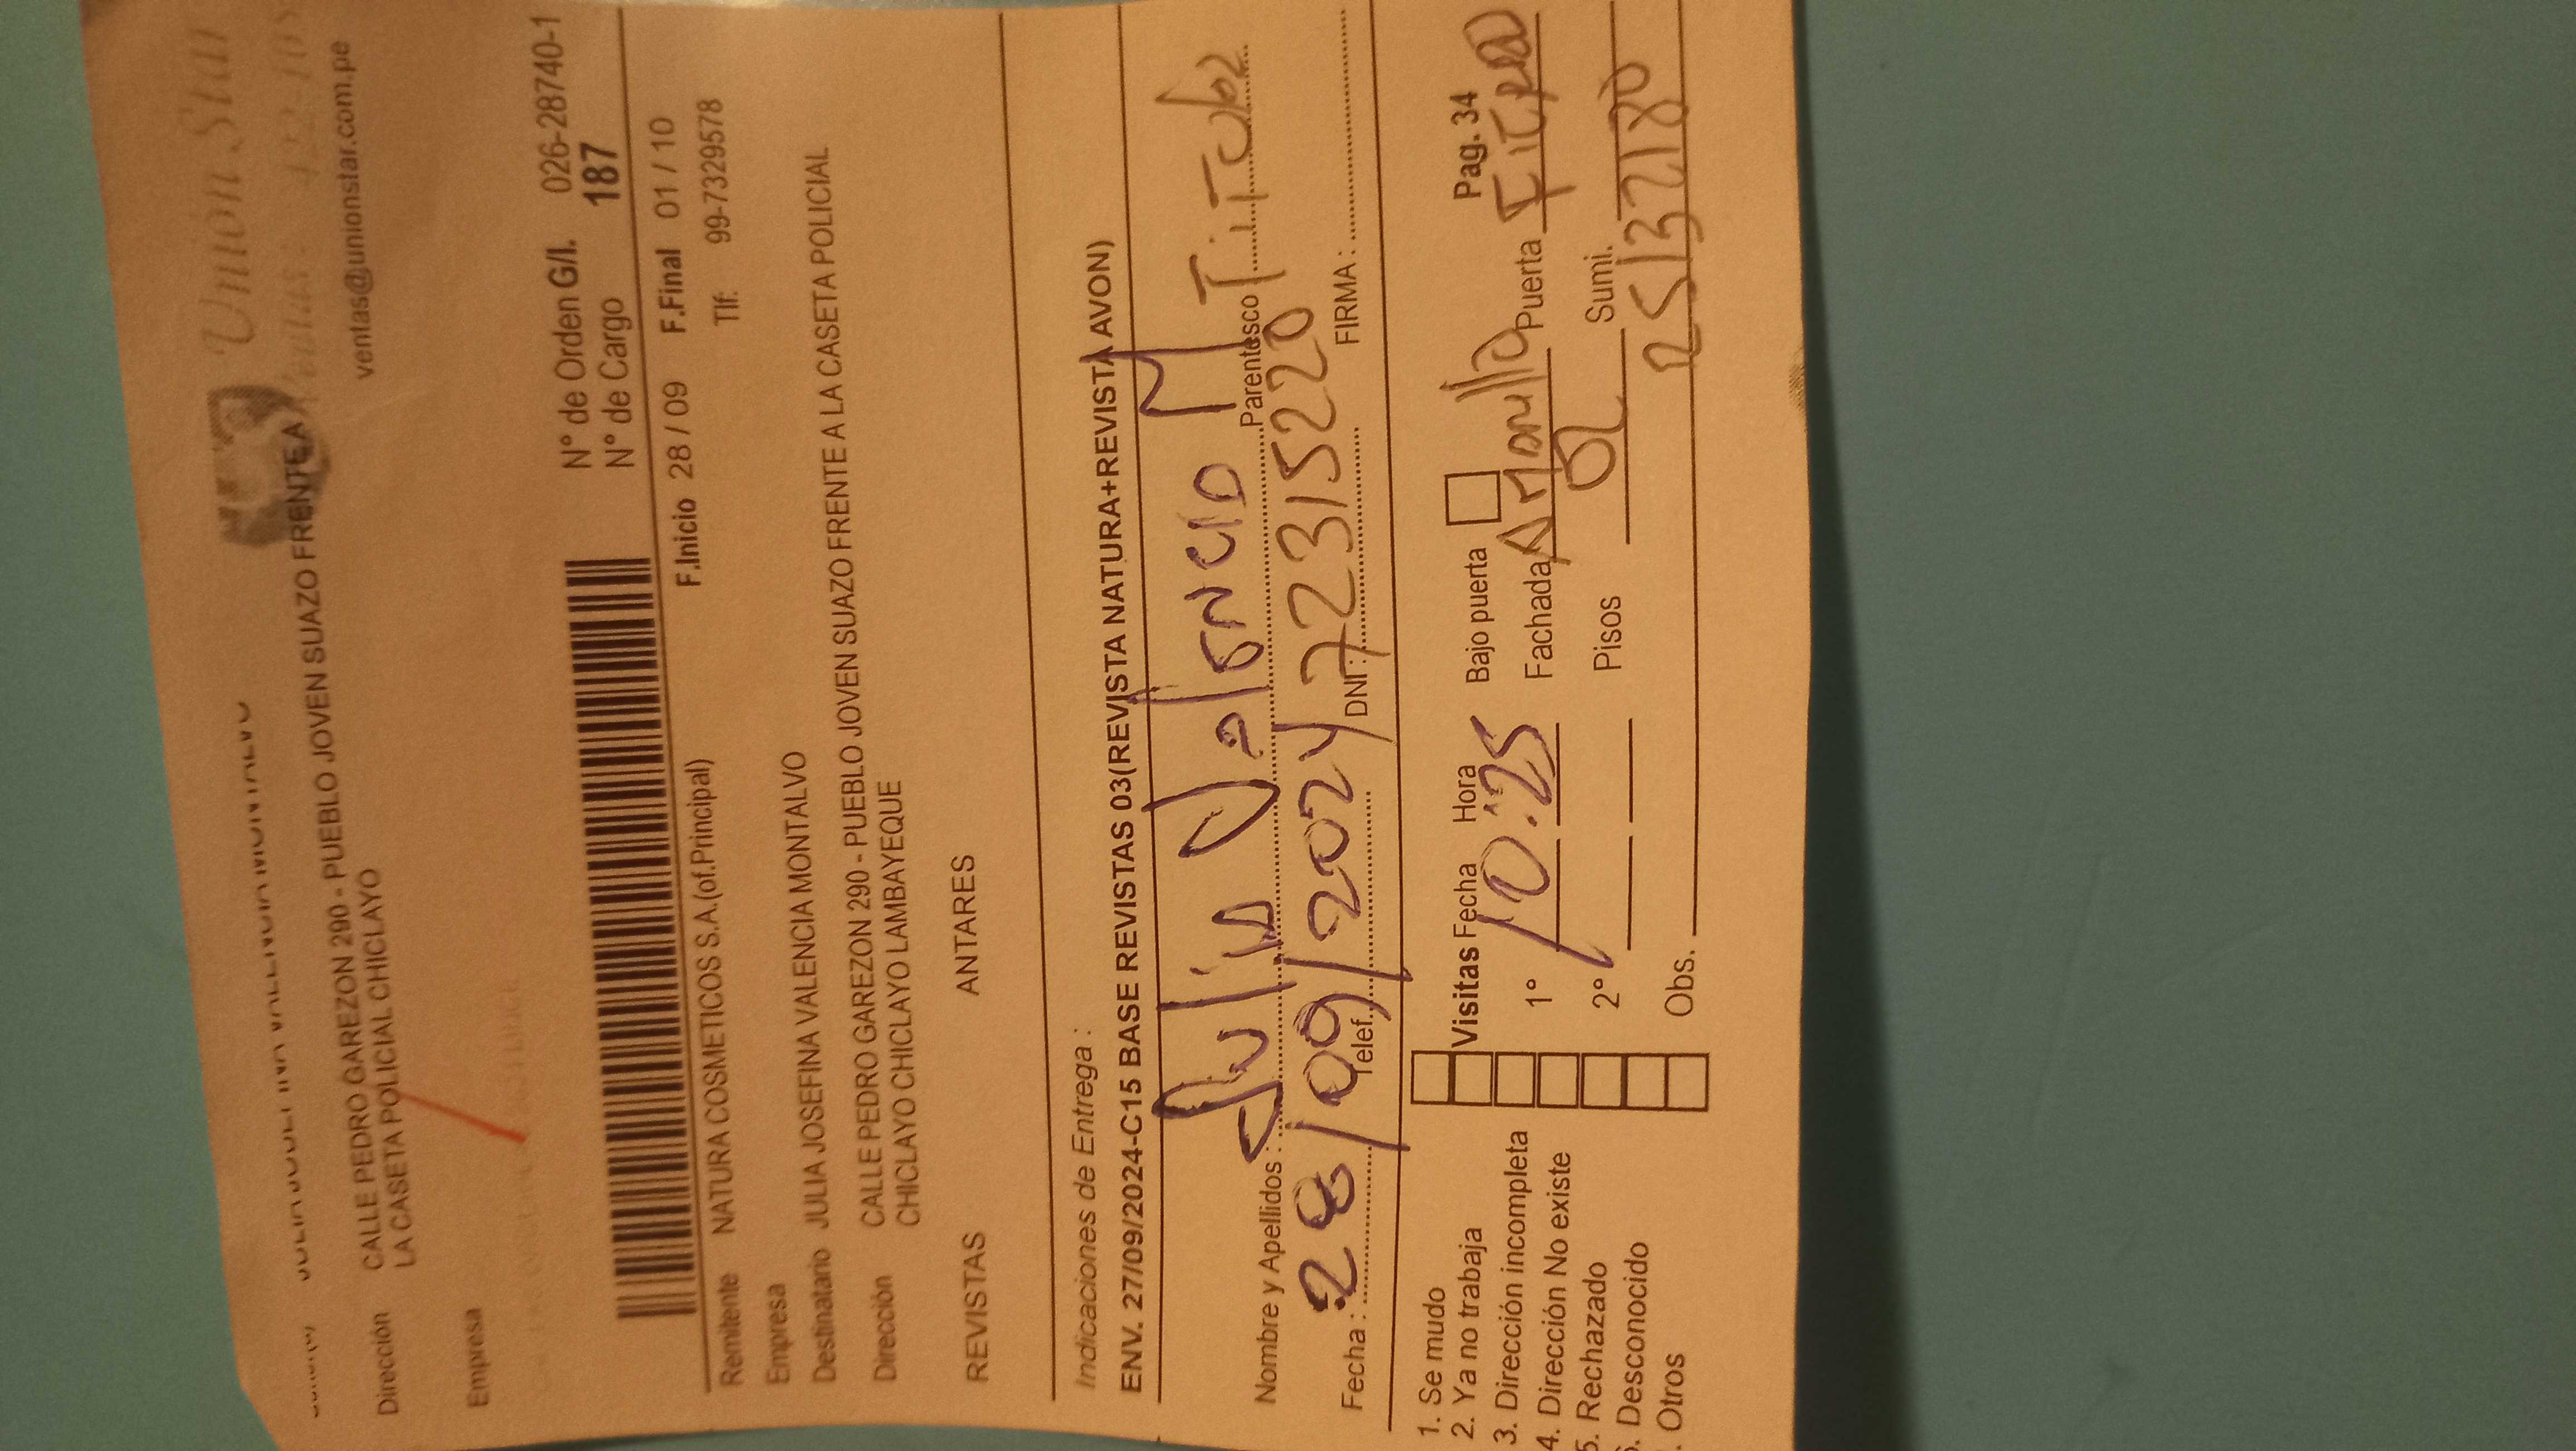 Unión Star
ventas@unionstar.com.pe
Dirección CALLE PEDRO GAREZON 290 - PUEBLO JOVEN SUAZO FRENTE A
LA CASETA POLICIAL CHICLAYO
Empresa
N° de Orden G/I. 026-28740-1
N° de Cargo 187
F.Inicio 28 / 09 F.Final 01 / 10
Remitente NATURA COSMETICOS S.A.(of.Principal) Tlf. 99-7329578
Empresa
Destinatario JULIA JOSEFINA VALENCIA MONTALVO
Dirección CALLE PEDRO GAREZON 290 - PUEBLO JOVEN SUAZO FRENTE A LA CASETA POLICIAL
CHICLAYO CHICLAYO LAMBAYEQUE
REVISTAS ANTARES
Indicaciones de Entrega :
ENV. 27/09/2024-C15 BASE REVISTAS 03(REVISTA NATURA+REVISTA AVON)
Nombre y Apellidos : Julia Valencia M Parentesco Titular
Fecha : 28/09/2024 Telef. DNI : 72315220 FIRMA :
1. Se mudo
2. Ya no trabaja
3. Dirección incompleta
4. Dirección No existe
5. Rechazado
6. Desconocido
. Otros
Visitas Fecha Hora Bajo puerta Pag. 34
1° 10:25 Fachada Amarillo Puerta
2° Pisos 02 Sumi. 25132180
Obs.